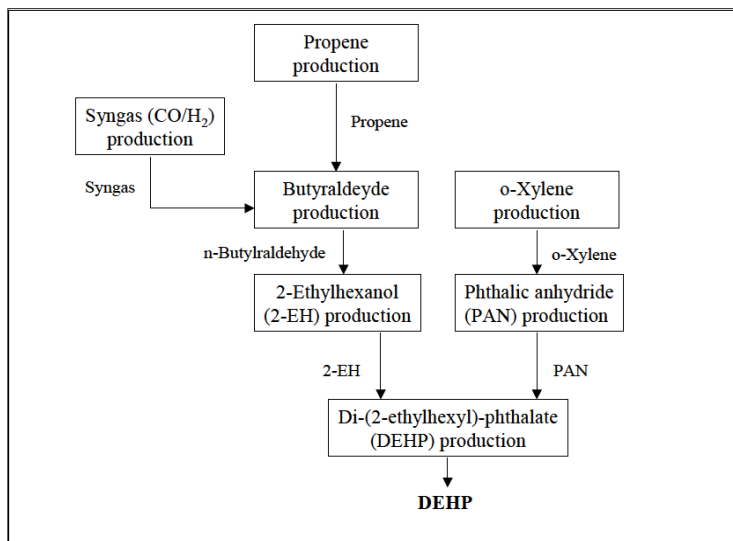 Propene
production
Syngas (CO/H₂)
production
Propene
Syngas
Butyraldeyde
production
o-Xylene
production
n-Butylraldehyde
o-Xylene
2-Ethylhexanol
(2-EH) production
Phthalic anhydride
(PAN) production
2-EH
PAN
Di-(2-ethylhexyl)-phthalate
(DEHP) production
DEHP